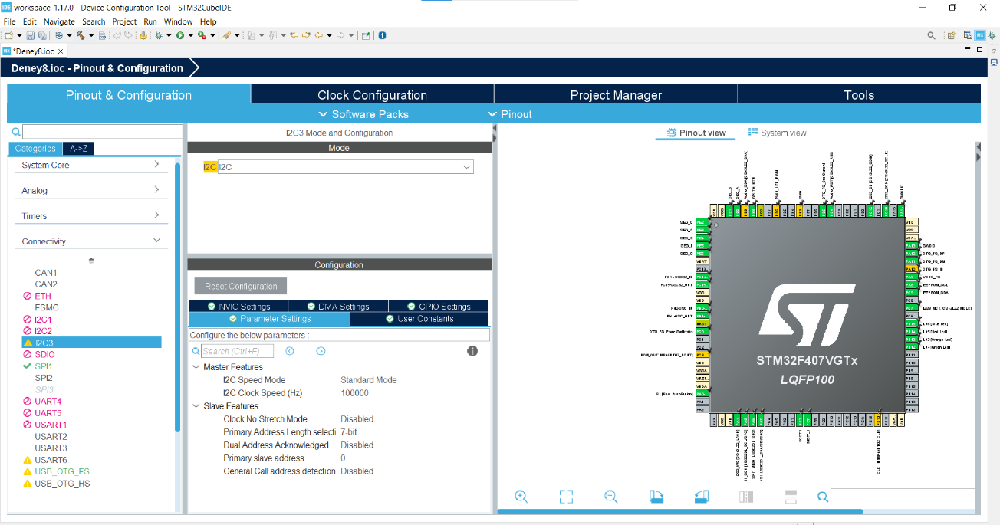 workspace_1.17.0 - Device Configuration Tool - STM32CubeIDE
File Edit Navigate Search Project Run Window Help
*Deney8.ioc
Deney8.ioc - Pinout & Configuration
Pinout & Configuration
Clock Configuration
Project Manager
Tools
Software Packs
Pinout
Categories
A->Z
System Core
Analog
Timers
Connectivity
CAN1
CAN2
ETH
FSMC
I2C1
I2C2
I2C3
SDIO
SPI1
SPI2
SPI3
UART4
UART5
USART1
USART2
USART3
USART6
USB_OTG_FS
USB_OTG_HS
I2C3 Mode and Configuration
Mode
I2C I2C
Configuration
Reset Configuration
NVIC Settings
DMA Settings
GPIO Settings
Parameter Settings
User Constants
Configure the below parameters :
Search (Ctrl+F)
Master Features
I2C Speed Mode Standard Mode
I2C Clock Speed (Hz) 100000
Slave Features
Clock No Stretch Mode Disabled
Primary Address Length selecti. 7-bit
Dual Address Acknowledged Disabled
Primary slave address 0
General Call address detection Disabled
Pinout view
System view
STM32F407VGTx
LQFP100
SWDIO
OTG_FS_DP
OTG_FS_DM
OTG_FS_ID
VBUS_FS
EEPROM_SCL
EEPROM_SDA
LD6 [Blue Led]
LD5 [Red Led]
LD3 [Orange Led]
LD4 [Green Led]
PC14-OSC32_IN
PC15-OSC32_OUT
PH0-OSC_IN
PH1-OSC_OUT
OTG_FS_PowerSwitchOn
B1 [Blue PushButton]